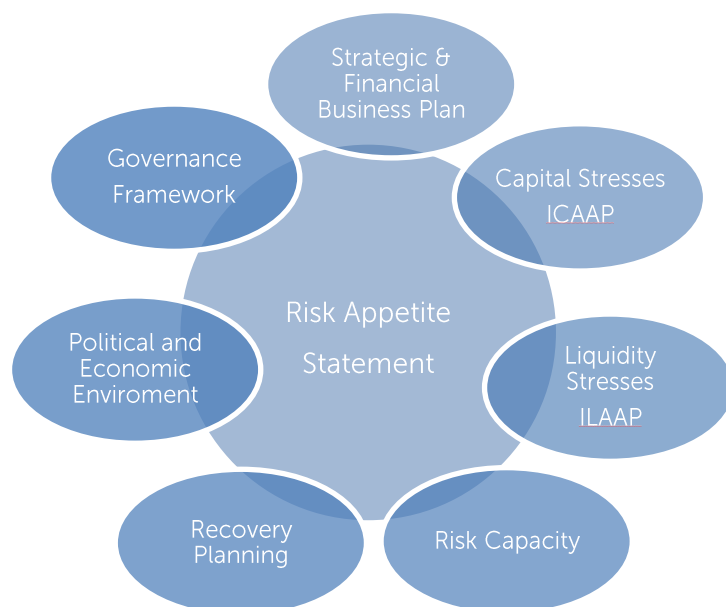 Strategic &
Financial
Business Plan
Governance
Framework
Capital Stresses
ICAAP
Risk Appetite
Statement
Political and
Economic
Enviroment
Liquidity
Stresses
ILAAP
Recovery
Planning
Risk Capacity